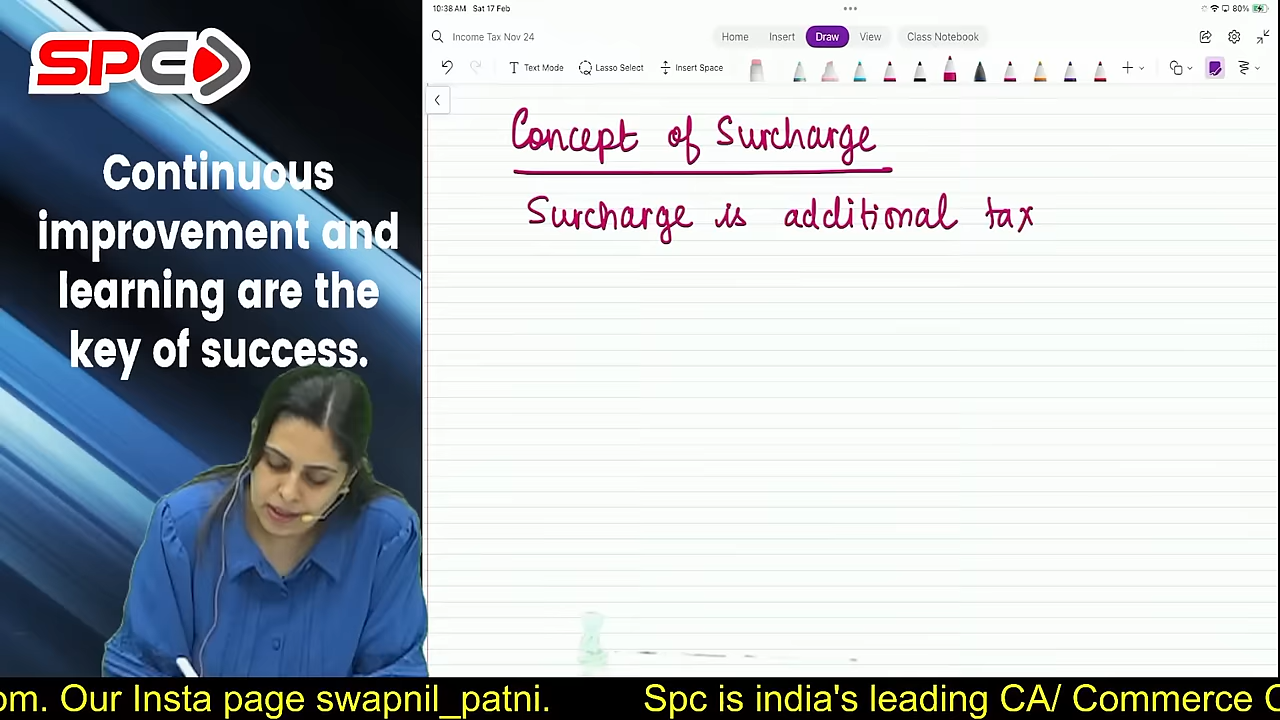 10:38 AM Sat 17 Feb
80%
SPC
Income Tax Nov 24
Home Insert Draw View Class Notebook
Text Mode Lasso Select Insert Space
Continuous
improvement and
learning are the
key of success.
Concept of Surcharge
Surcharge is additional tax
om. Our Insta page swapnil_patni. Spc is india's leading CA/ Commerce C